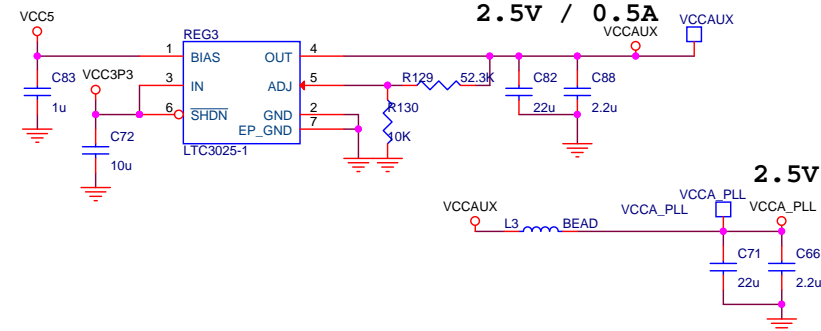 2.5V / 0.5A
VCC5
REG3
VCCAUX
VCCAUX
1
BIAS
OUT
4
C83
1u
VCC3P3
3
IN
ADJ
5
R129
52.3K
C82
22u
C88
2.2u
6
SHDN
GND
2
R130
10K
EP_GND
7
C72
10u
LTC3025-1
2.5V
VCCAUX
VCCA_PLL
VCCA_PLL
VCCA_PLL
L3
BEAD
C71
22u
C66
2.2u